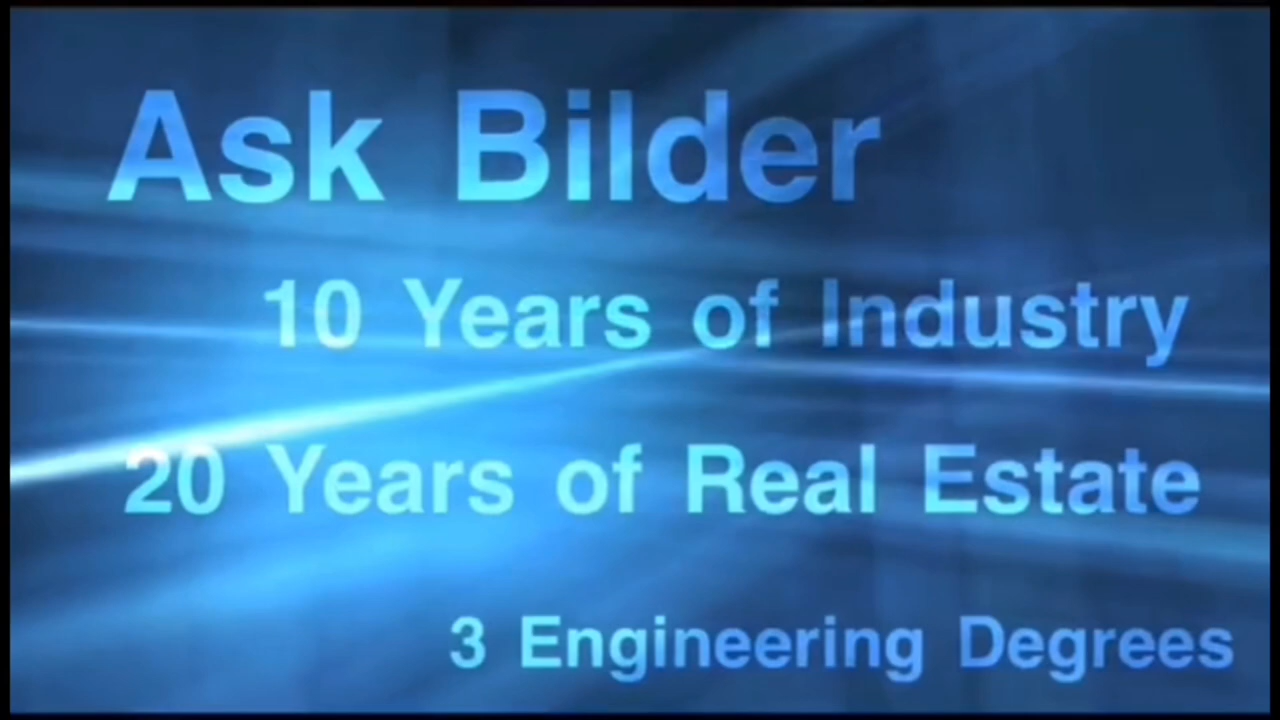 Ask Bilder
10 Years of Industry
20 Years of Real Estate
3 Engineering Degrees